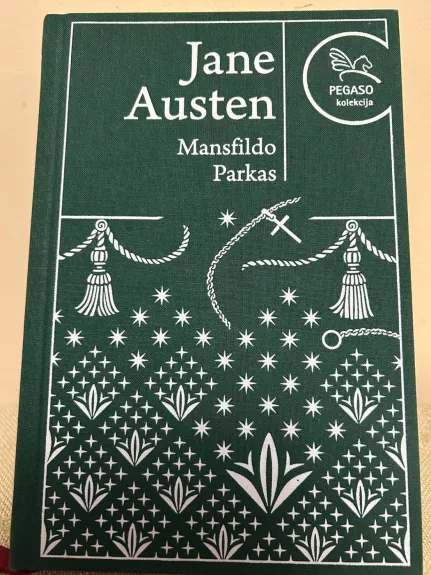 Jane
Austen
Mansfildo
Parkas
PEGASO
kolekcija